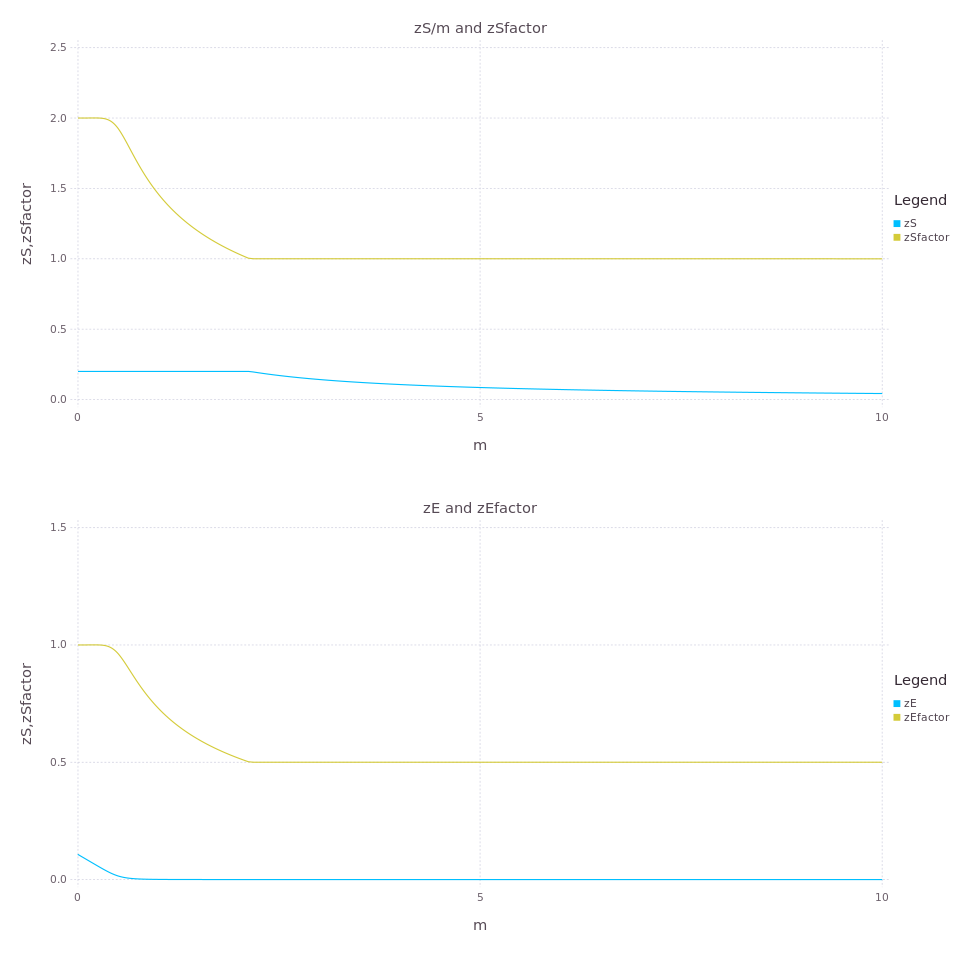 zS/m and zSfactor
2.5
2.0
1.5
1.0
0.5
0.0
zS,zSfactor
0 5 10
m
Legend
zS
zSfactor
zE and zEfactor
1.5
1.0
0.5
0.0
zS,zSfactor
0 5 10
m
Legend
zE
zEfactor